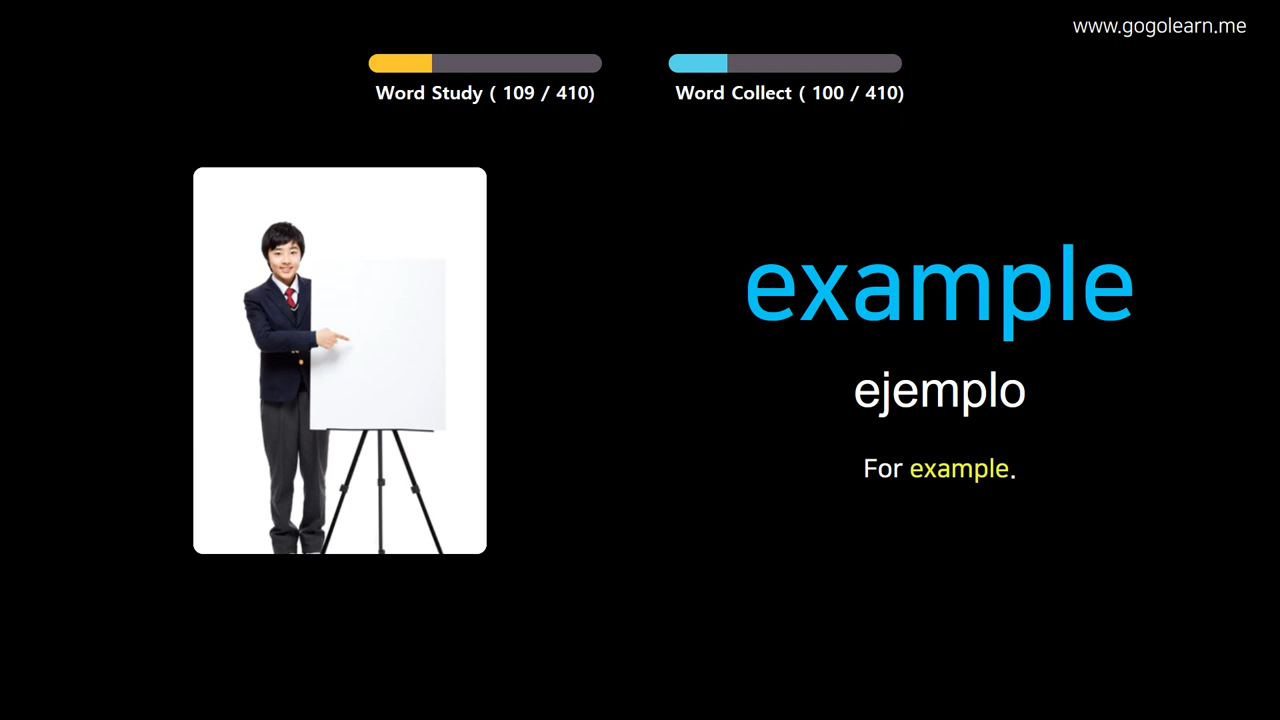 www.gogolearn.me
Word Study ( 109 / 410)
Word Collect ( 100 / 410)
example
ejemplo
For example.